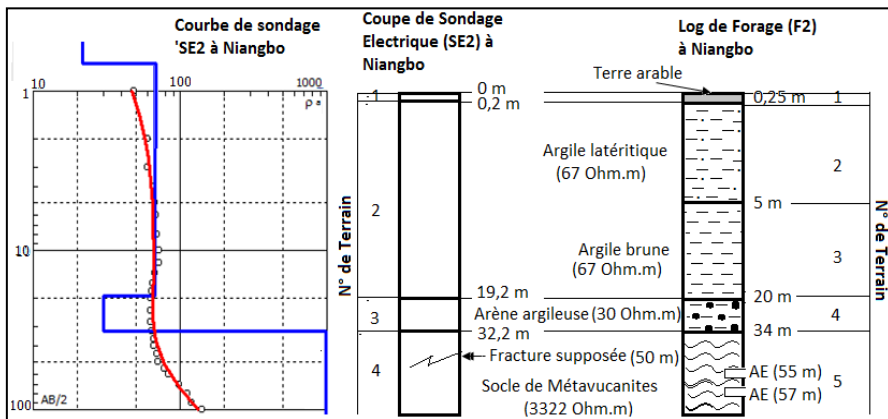 Courbe de sondage
'SE2 à Niangbo
10
100
1000
ρ a
1
10
100
AB/2
Coupe de Sondage
Electrique (SE2) à
Niangbo
N° de Terrain
1
2
3
4
0 m
0,2 m
19,2 m
32,2 m
Terre arable
Argile latéritique
(67 Ohm.m)
Argile brune
(67 Ohm.m)
Arène argileuse (30 Ohm.m)
Fracture supposée (50 m)
Socle de Métavucanites
(3322 Ohm.m)
Log de Forage (F2)
à Niangbo
0,25 m
5 m
20 m
34 m
AE (55 m)
AE (57 m)
1
2
3
4
5
N° de Terrain